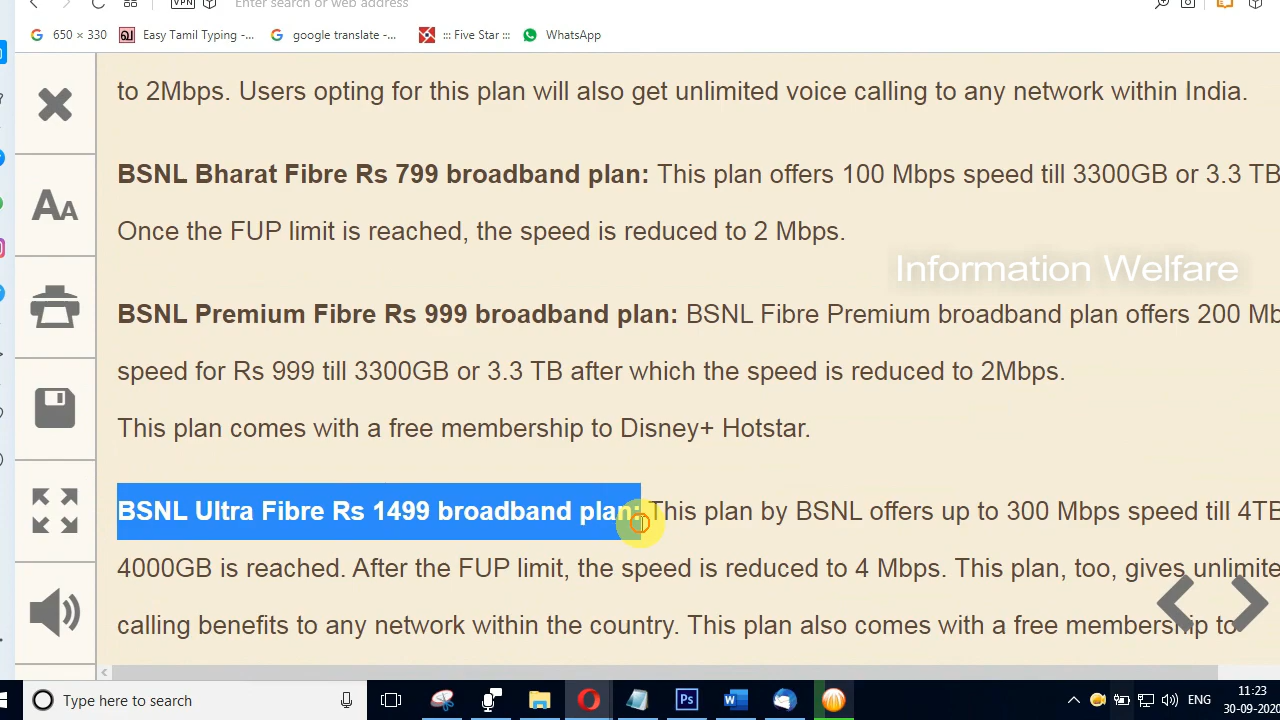 VPN
Enter search or web address
650 × 330
Easy Tamil Typing -...
google translate -...
::: Five Star :::
WhatsApp
to 2Mbps. Users opting for this plan will also get unlimited voice calling to any network within India.
BSNL Bharat Fibre Rs 799 broadband plan: This plan offers 100 Mbps speed till 3300GB or 3.3 TB
Once the FUP limit is reached, the speed is reduced to 2 Mbps.
Information Welfare
BSNL Premium Fibre Rs 999 broadband plan: BSNL Fibre Premium broadband plan offers 200 Mb
speed for Rs 999 till 3300GB or 3.3 TB after which the speed is reduced to 2Mbps.
This plan comes with a free membership to Disney+ Hotstar.
BSNL Ultra Fibre Rs 1499 broadband plan: This plan by BSNL offers up to 300 Mbps speed till 4TB
4000GB is reached. After the FUP limit, the speed is reduced to 4 Mbps. This plan, too, gives unlimite
calling benefits to any network within the country. This plan also comes with a free membership to
AA
Type here to search
Ps
ENG
11:23
30-09-2020